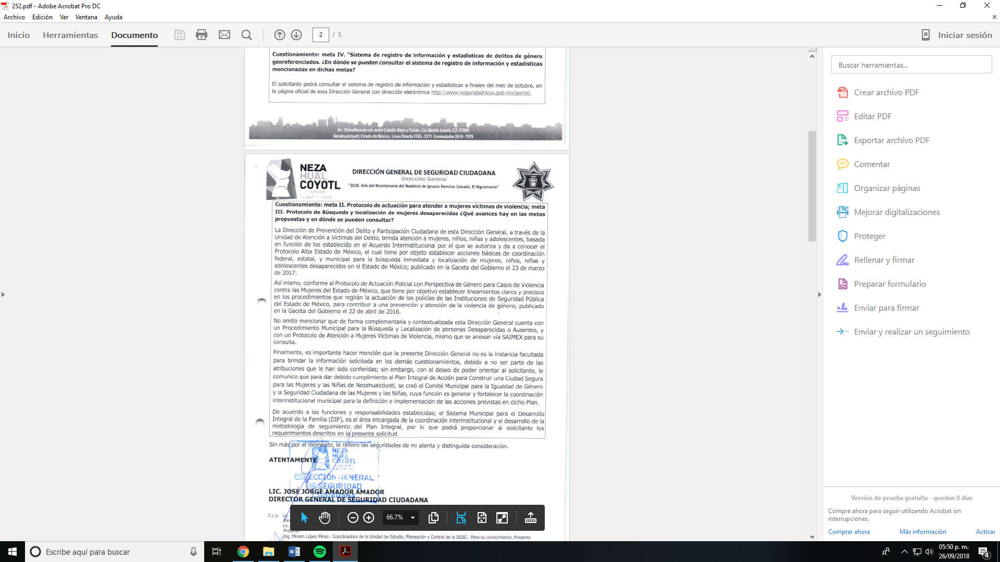 252.pdf - Adobe Acrobat Pro DC
Archivo Edición Ver Ventana Ayuda
Inicio Herramientas Documento 2 / 5 Iniciar sesión
Cuestionamiento: meta IV. "Sistema de registro de información y estadísticas de delitos de género
georeferenciados. ¿En dónde se pueden consultar el sistema de registro de información y estadísticas
mencionadas en dichas metas?
El solicitante podrá consultar el sistema de registro de información y estadísticas a finales del mes de octubre, en
la página oficial de esta Dirección General con dirección electrónica http://www.seguridadneza.gob.mx/portal/
Av. Chimalhuacán s/n, entre Caballo Bayo y Faisán, Col. Benito Juaréz, C.P. 57000
Nezahualcóyotl, Estado de México, Línea Directa 5743 - 3271 Conmutador 2619 - 7979
NEZA
HUAL
COYOTL
Ciudad de Todos
DIRECCIÓN GENERAL DE SEGURIDAD CIUDADANA
Dirección General
"2018. Año del Bicentenario del Natalicio de Ignacio Ramírez Calzada, El Nigromante"
Cuestionamiento: meta II. Protocolo de actuación para atender a mujeres víctimas de violencia; meta
III. Protocolo de Búsqueda y localización de mujeres desaparecidas ¿Qué avances hay en las metas
propuestas y en dónde se pueden consultar?
La Dirección de Prevención del Delito y Participación Ciudadana de esta Dirección General, a través de la
Unidad de Atención a Víctimas del Delito, brinda atención a mujeres, niños, niñas y adolescentes, basada
en función de los establecido en el Acuerdo Interinstitucional por el que se autoriza y da a conocer el
Protocolo Alba Estado de México, el cual tiene por objeto establecer acciones básicas de coordinación
federal, estatal, y municipal para la búsqueda inmediata y localización de mujeres, niños, niñas y
adolescentes desaparecidos en el Estado de México; publicado en la Gaceta del Gobierno el 23 de marzo
de 2017.
Así mismo, conforme al Protocolo de Actuación Policial con Perspectiva de Género para Casos de Violencia
contra las Mujeres del Estado de México, que tiene por objetivo establecer lineamientos claros y precisos
en los procedimientos que regirán la actuación de los policías de las Instituciones de Seguridad Pública
del Estado de México, para contribuir a una prevención y atención de la violencia de género; publicado
en la Gaceta del Gobierno el 22 de abril de 2016.
No omito mencionar que de forma complementaria y contextualizada esta Dirección General cuenta con
un Procedimiento Municipal para la Búsqueda y Localización de personas Desaparecidas o Ausentes, y
con un Protocolo de Atención a Mujeres Víctimas de Violencia, mismo que se anexan vía SAIMEX para su
consulta.
Finalmente, es importante hacer mención que la presente Dirección General no es la instancia facultada
para brindar la información solicitada en los demás cuestionamientos, debido a no ser parte de las
atribuciones que le han sido conferidas; sin embargo, con el deseo de poder orientar al solicitante, le
comunico que para dar debido cumplimiento al Plan Integral de Acción para Construir una Ciudad Segura
para las Mujeres y las Niñas de Nezahualcóyotl, se creó el Comité Municipal para la Igualdad de Género
y la Seguridad Ciudadana de las Mujeres y las Niñas, cuya función es generar y fortalecer la coordinación
interinstitucional municipal para la definición e implementación de las acciones previstas en dicho Plan.
De acuerdo a las funciones y responsabilidades establecidas; el Sistema Municipal para el Desarrollo
Integral de la Familia (DIF), es el área encargada de la coordinación interinstitucional y el desarrollo de la
metodología de seguimiento del Plan Integral, por lo que podrá proporcionar al solicitante los
requerimientos descritos en la presente solicitud.
Sin más por el momento, le reitero las seguridades de mi atenta y distinguida consideración.
NEZA
HUAL
COYOTL
ATENTAMENTE
DIRECCIÓN GENERAL
DE SEGURIDAD
CIUDADANA
LIC. JOSÉ JORGE AMADOR AMADOR
DIRECTOR GENERAL DE SEGURIDAD CIUDADANA
C.c.p Lic.
Lic.
Ing. Miriam López Pérez.- Coordinadora de la Unidad de Estudio, Planeación y Control de la DGSC.- Para su conocimiento. Presente
66.7%
Buscar herramientas...
Crear archivo PDF
Editar PDF
Exportar archivo PDF
Comentar
Organizar páginas
Mejorar digitalizaciones
Proteger
Rellenar y firmar
Preparar formulario
Enviar para firmar
Enviar y realizar un seguimiento
Versión de prueba gratuita - quedan 0 días
Compre ahora para seguir utilizando Acrobat sin
interrupciones.
Comprar ahora Más información Activar
Escribe aquí para buscar
05:50 p. m.
26/09/2018
4